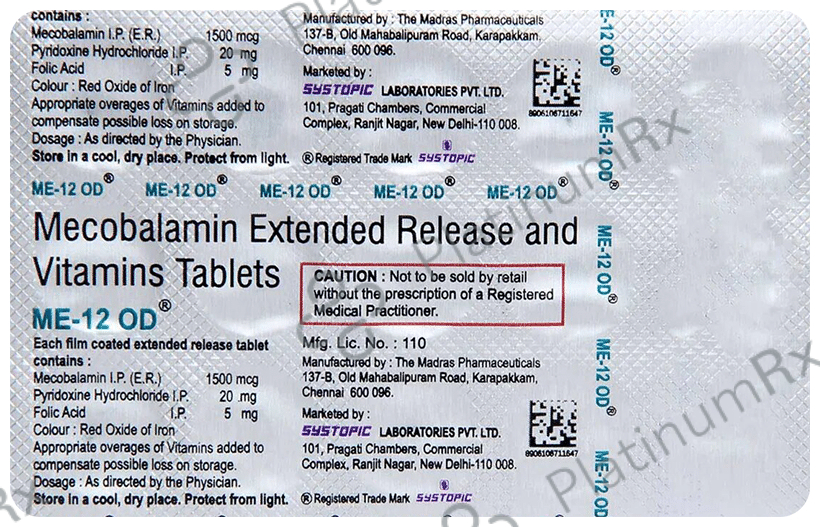 contains :
Mecobalamin I.P. (E.R.) 1500 mcg
Pyridoxine Hydrochloride I.P. 20 mg
Folic Acid I.P. 5 mg
Colour : Red Oxide of Iron
Appropriate overages of Vitamins added to
compensate possible loss on storage.
Dosage : As directed by the Physician.
Store in a cool, dry place. Protect from light.
Manufactured by : The Madras Pharmaceuticals
137-B, Old Mahabalipuram Road, Karapakkam,
Chennai 600 096.
Marketed by :
SYSTOPIC LABORATORIES PVT. LTD.
101, Pragati Chambers, Commercial
Complex, Ranjit Nagar, New Delhi-110 008.
® Registered Trade Mark SYSTOPIC
8906106711647
ME-12 OD® ME-12 OD® ME-12 OD® ME-12 OD® ME-12 OD®
Mecobalamin Extended Release and
Vitamins Tablets
ME-12 OD®
CAUTION : Not to be sold by retail
without the prescription of a Registered
Medical Practitioner.
Each film coated extended release tablet
contains :
Mecobalamin I.P. (E.R.) 1500 mcg
Pyridoxine Hydrochloride I.P. 20 mg
Folic Acid I.P. 5 mg
Colour : Red Oxide of Iron
Appropriate overages of Vitamins added to
compensate possible loss on storage.
Dosage : As directed by the Physician.
Store in a cool, dry place. Protect from light.
Mfg. Lic. No. : 110
Manufactured by : The Madras Pharmaceuticals
137-B, Old Mahabalipuram Road, Karapakkam,
Chennai 600 096.
Marketed by :
SYSTOPIC LABORATORIES PVT. LTD.
101, Pragati Chambers, Commercial
Complex, Ranjit Nagar, New Delhi-110 008.
® Registered Trade Mark SYSTOPIC
8906106711647
E-12 OD®
ME-12 OD®
ME-12 OD®
ME-12 OD®
ME-12 OD
PlatinumRx
PlatinumRx
PlatinumRx
Rx